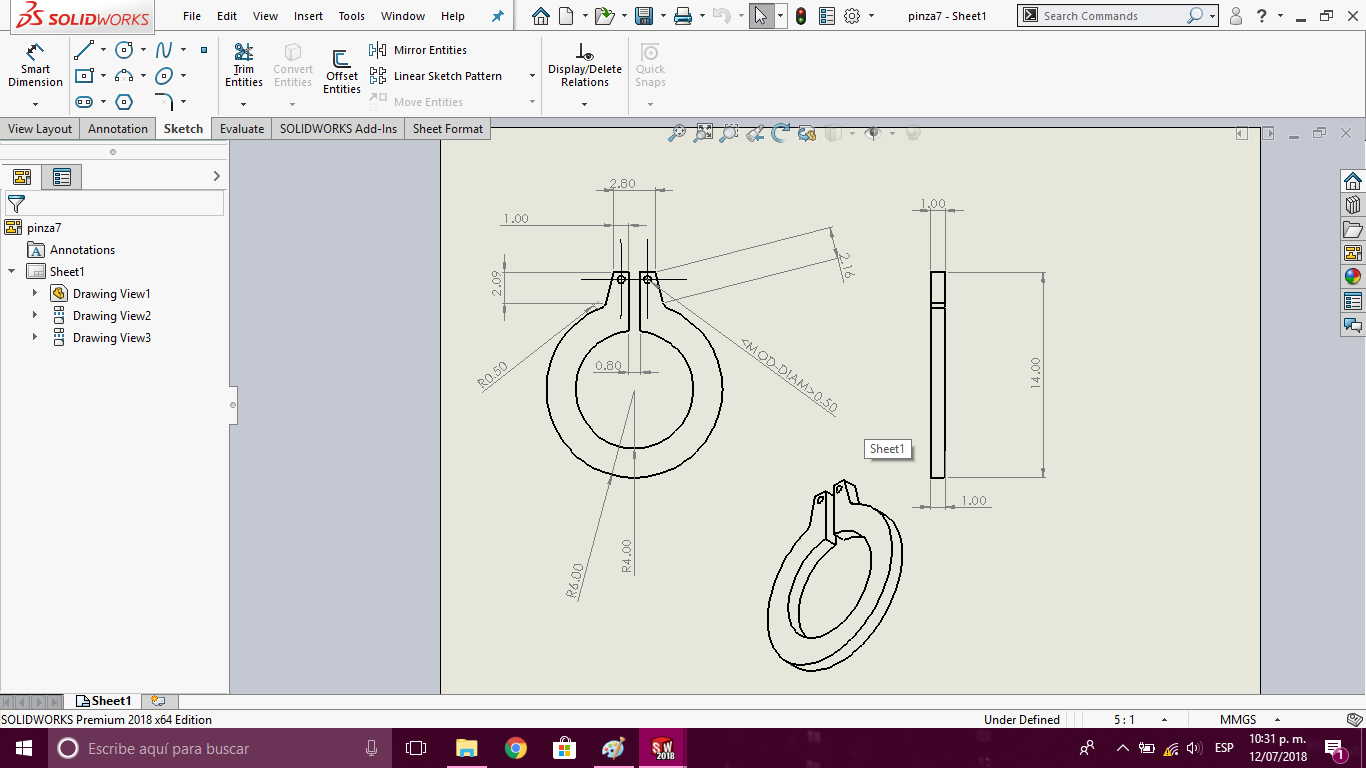 SOLIDWORKS File Edit View Insert Tools Window Help pinza7 - Sheet1 Search Commands ?
Smart Dimension
Trim Entities
Convert Entities
Offset Entities
Mirror Entities
Linear Sketch Pattern
Move Entities
Display/Delete Relations
Quick Snaps
View Layout Annotation Sketch Evaluate SOLIDWORKS Add-Ins Sheet Format
pinza7
A Annotations
Sheet1
Drawing View1
Drawing View2
Drawing View3
2.80
1.00
2.09
2.16
R0.50
0.80
<MOD-DIAM>0.50
R6.00
R4.00
1.00
14.00
1.00
Sheet1
Sheet1
SOLIDWORKS Premium 2018 x64 Edition Under Defined 5 : 1 MMGS
Escribe aquí para buscar
SW 2018
ESP
10:31 p. m.
12/07/2018
1